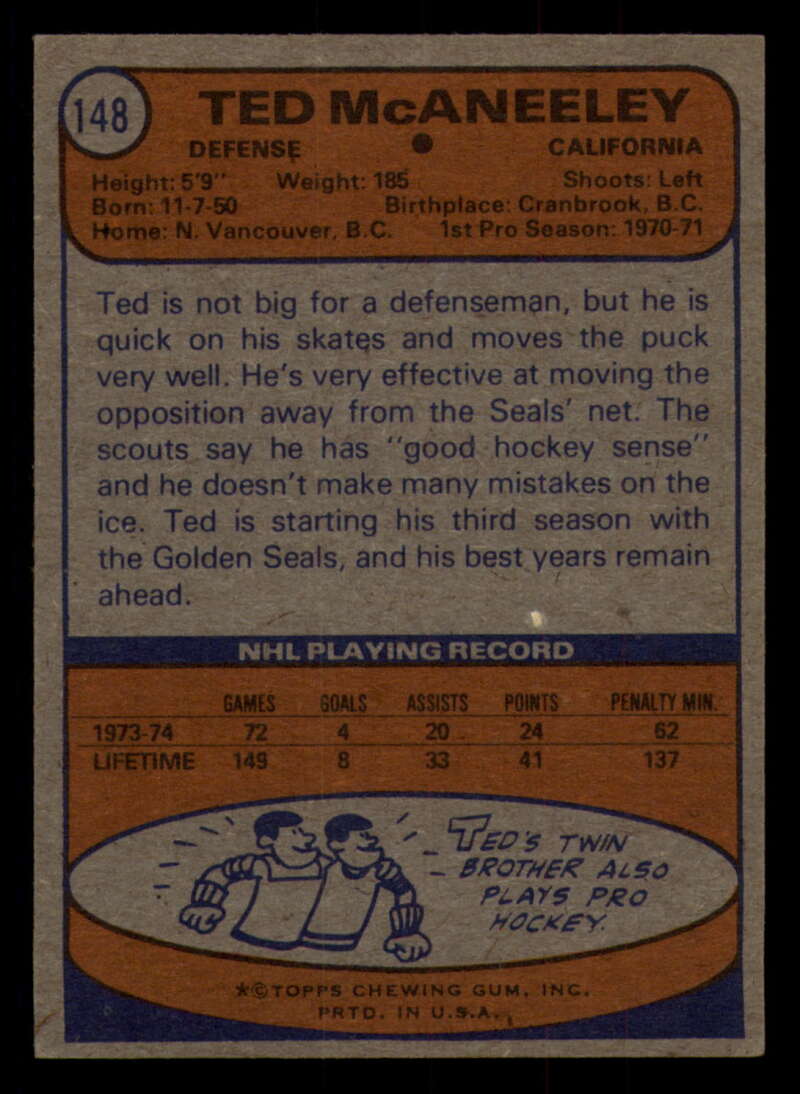 148
TED McANEELEY
DEFENSE • CALIFORNIA
Height: 5'9" Weight: 185 Shoots: Left
Born: 11-7-50 Birthplace: Cranbrook, B.C.
Home: N. Vancouver, B.C. 1st Pro Season: 1970-71
Ted is not big for a defenseman, but he is
quick on his skates and moves the puck
very well. He's very effective at moving the
opposition away from the Seals' net. The
scouts say he has "good hockey sense"
and he doesn't make many mistakes on the
ice. Ted is starting his third season with
the Golden Seals, and his best years remain
ahead.
NHL PLAYING RECORD
GAMES GOALS ASSISTS POINTS PENALTY MIN.
1973-74 72 4 20 24 62
LIFETIME 149 8 33 41 137
TED'S TWIN
BROTHER ALSO
PLAYS PRO
HOCKEY.
*©TOPPS CHEWING GUM, INC.
PRTD. IN U.S.A.